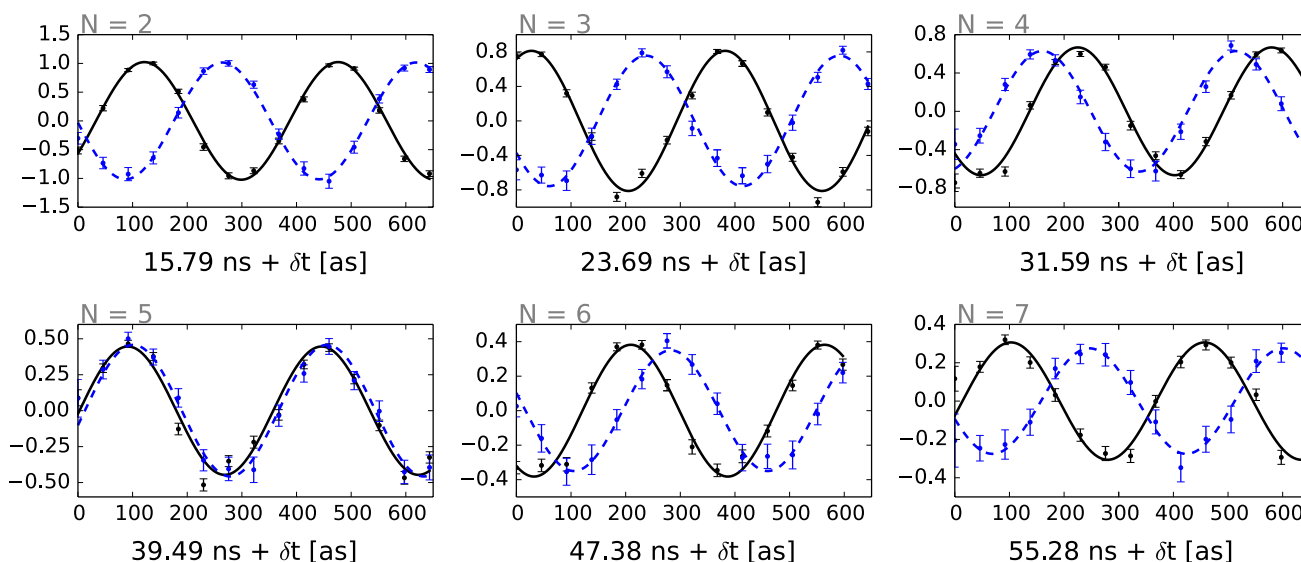 N = 2
1.5
1.0
0.5
0.0
−0.5
−1.0
−1.5
0 100 200 300 400 500 600
15.79 ns + δt [as]
N = 3
0.8
0.4
0.0
−0.4
−0.8
0 100 200 300 400 500 600
23.69 ns + δt [as]
N = 4
0.8
0.4
0.0
−0.4
−0.8
0 100 200 300 400 500 600
31.59 ns + δt [as]
N = 5
0.50
0.25
0.00
−0.25
−0.50
0 100 200 300 400 500 600
39.49 ns + δt [as]
N = 6
0.4
0.2
0.0
−0.2
−0.4
0 100 200 300 400 500 600
47.38 ns + δt [as]
N = 7
0.4
0.2
0.0
−0.2
−0.4
0 100 200 300 400 500 600
55.28 ns + δt [as]